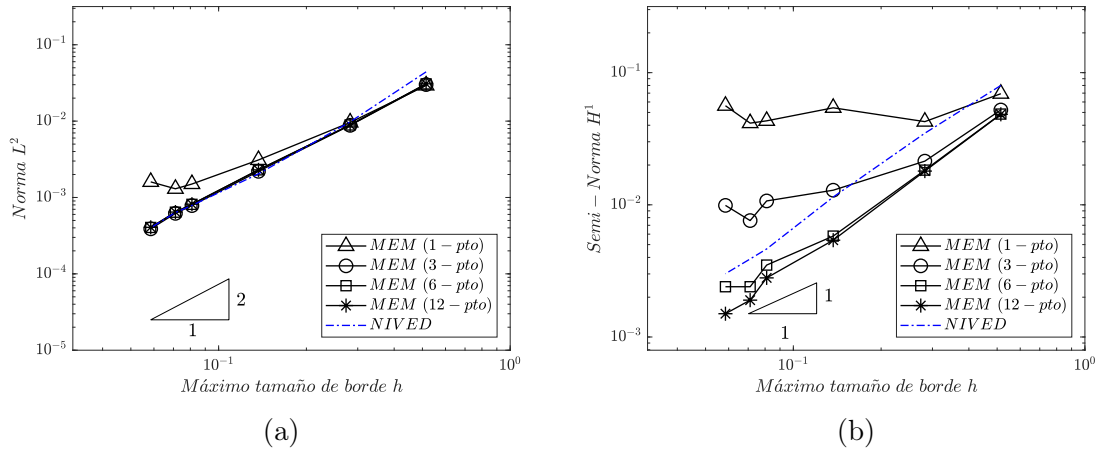 10^{-1}
10^{-2}
10^{-3}
10^{-4}
10^{-5}
Norma L^2
MEM (1 − pto)
MEM (3 − pto)
MEM (6 − pto)
MEM (12 − pto)
NIVED
2
1
10^{-1}
10^0
Máximo tamaño de borde h
(a)
10^{-1}
10^{-2}
10^{-3}
Semi − Norma H^1
MEM (1 − pto)
MEM (3 − pto)
MEM (6 − pto)
MEM (12 − pto)
NIVED
1
1
10^{-1}
10^0
Máximo tamaño de borde h
(b)